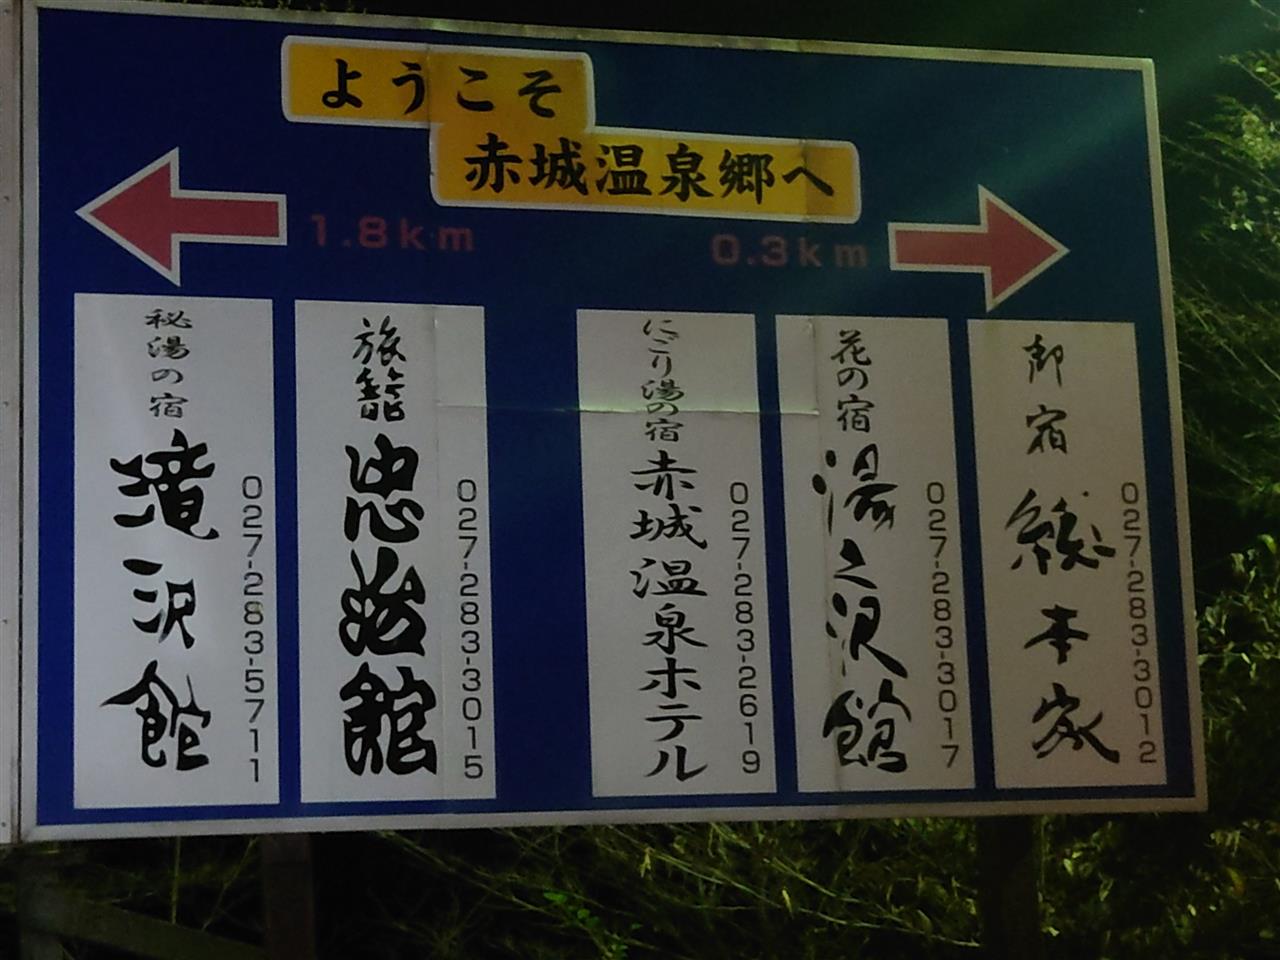 ようこそ
赤城温泉郷へ
1.8km
0.3km
秘湯の宿
滝沢館
027-283-5711
旅籠
忠治館
027-283-3015
にごり湯の宿
赤城温泉ホテル
027-283-2619
花の宿
湯之沢館
027-283-3017
御宿
総本家
027-283-3012